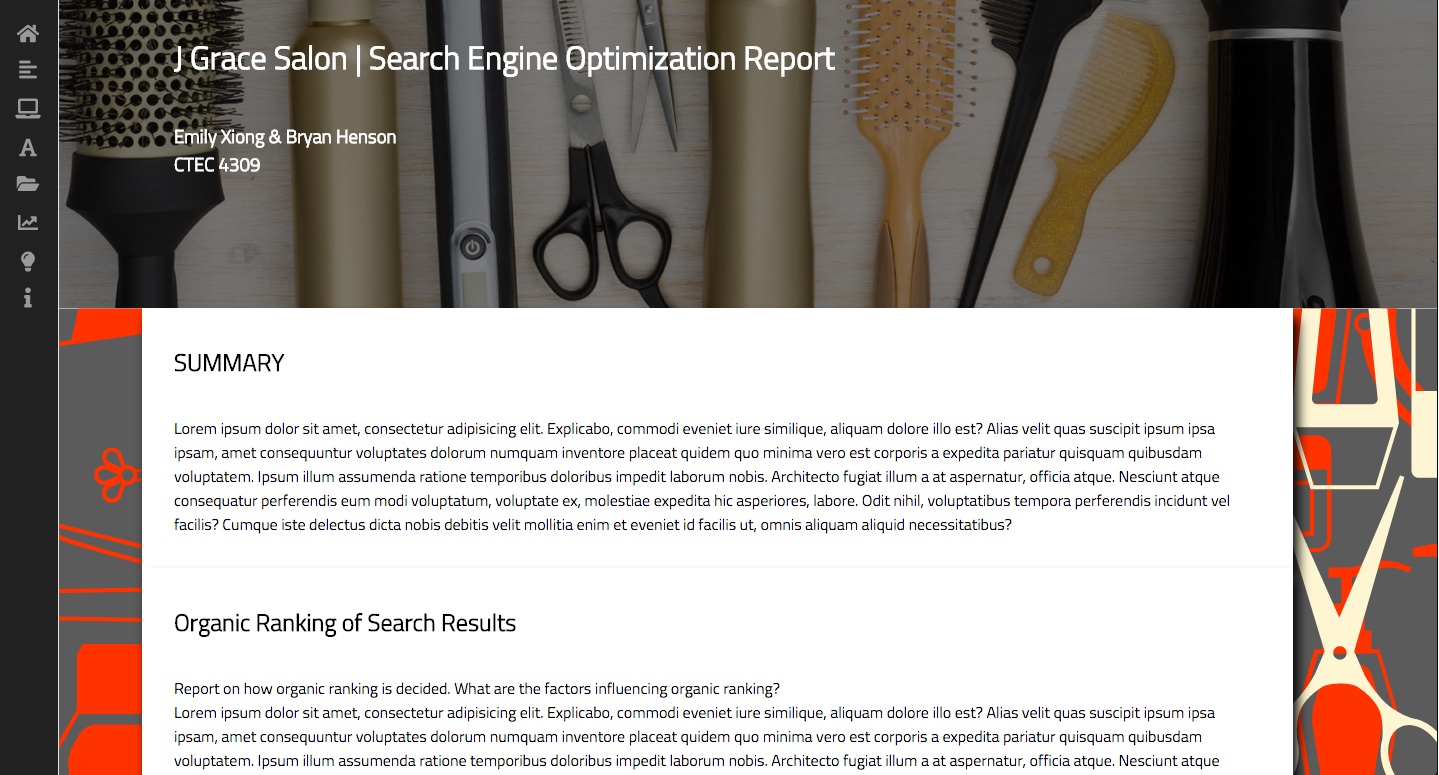 J Grace Salon | Search Engine Optimization Report
Emily Xiong & Bryan Henson
CTEC 4309
SUMMARY
Lorem ipsum dolor sit amet, consectetur adipisicing elit. Explicabo, commodi eveniet iure similique, aliquam dolore illo est? Alias velit quas suscipit ipsum ipsa
ipsam, amet consequuntur voluptates dolorum numquam inventore placeat quidem quo minima vero est corporis a expedita pariatur quisquam quibusdam
voluptatem. Ipsum illum assumenda ratione temporibus doloribus impedit laborum nobis. Architecto fugiat illum a at aspernatur, officia atque. Nesciunt atque
consequatur perferendis eum modi voluptatum, voluptate ex, molestiae expedita hic asperiores, labore. Odit nihil, voluptatibus tempora perferendis incidunt vel
facilis? Cumque iste delectus dicta nobis debitis velit mollitia enim et eveniet id facilis ut, omnis aliquam aliquid necessitatibus?
Organic Ranking of Search Results
Report on how organic ranking is decided. What are the factors influencing organic ranking?
Lorem ipsum dolor sit amet, consectetur adipisicing elit. Explicabo, commodi eveniet iure similique, aliquam dolore illo est? Alias velit quas suscipit ipsum ipsa
ipsam, amet consequuntur voluptates dolorum numquam inventore placeat quidem quo minima vero est corporis a expedita pariatur quisquam quibusdam
voluptatem. Ipsum illum assumenda ratione temporibus doloribus impedit laborum nobis. Architecto fugiat illum a at aspernatur, officia atque. Nesciunt atque